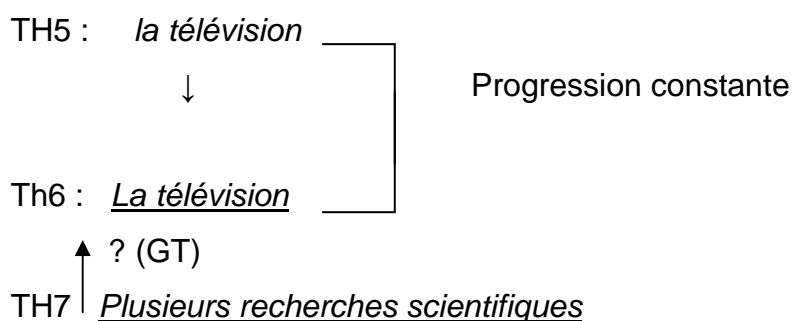 TH5 : la télévision
↓ Progression constante
Th6 : La télévision
? (GT)
TH7 Plusieurs recherches scientifiques